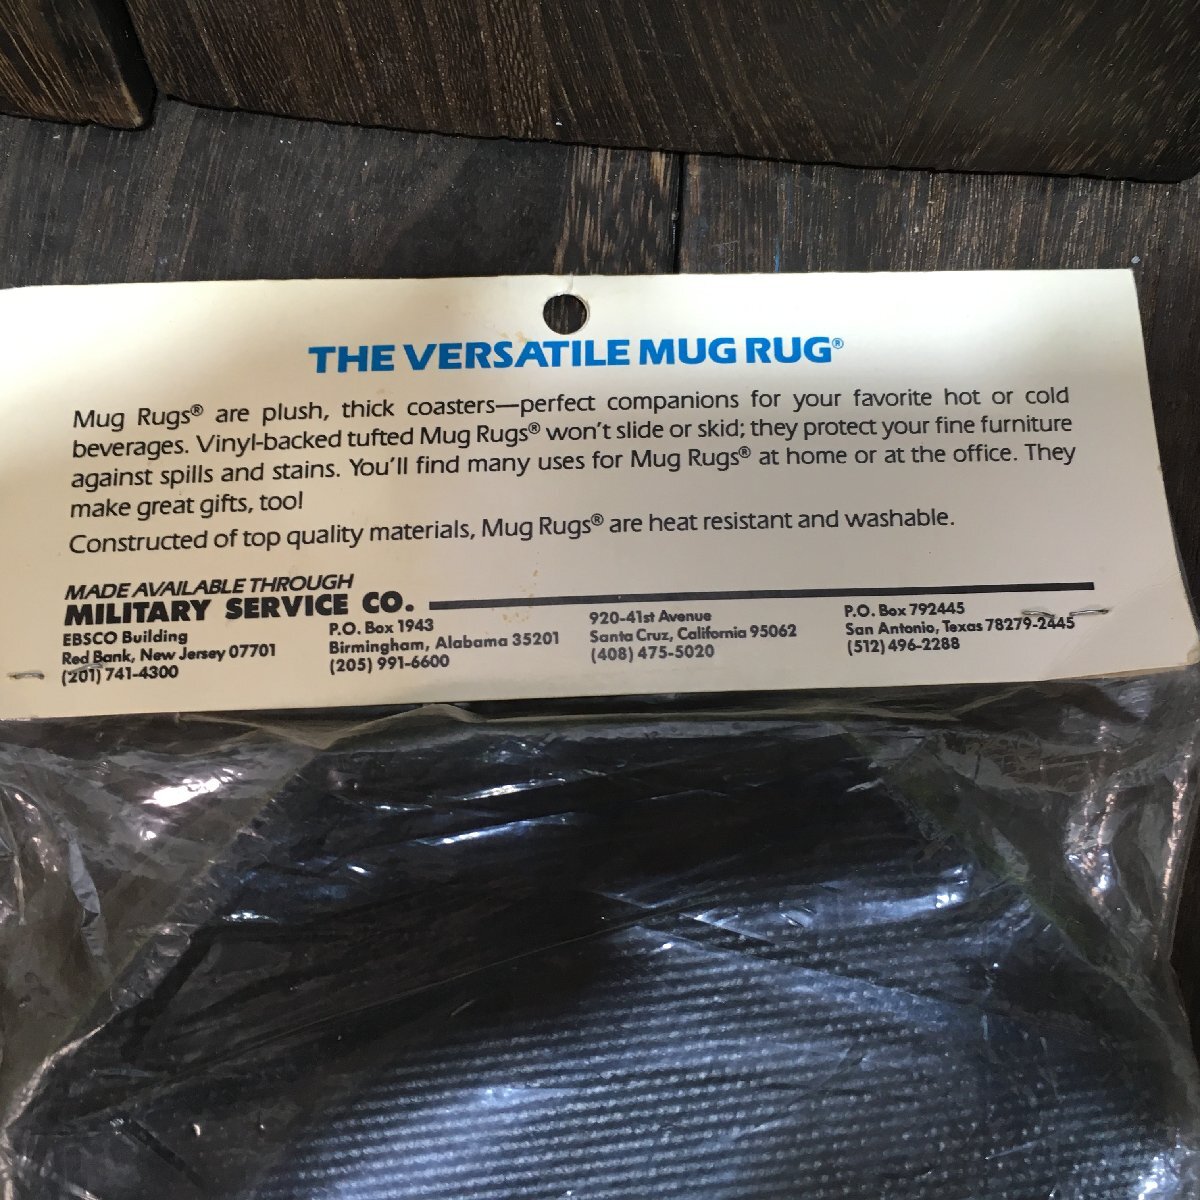 THE VERSATILE MUG RUG®
Mug Rugs® are plush, thick coasters—perfect companions for your favorite hot or cold
beverages. Vinyl-backed tufted Mug Rugs® won't slide or skid; they protect your fine furniture
against spills and stains. You'll find many uses for Mug Rugs® at home or at the office. They
make great gifts, too!
Constructed of top quality materials, Mug Rugs® are heat resistant and washable.
MADE AVAILABLE THROUGH
MILITARY SERVICE CO.
EBSCO Building
Red Bank, New Jersey 07701
(201) 741-4300
P.O. Box 1943
Birmingham, Alabama 35201
(205) 991-6600
920-41st Avenue
Santa Cruz, California 95062
(408) 475-5020
P.O. Box 792445
San Antonio, Texas 78279-2445
(512) 496-2288